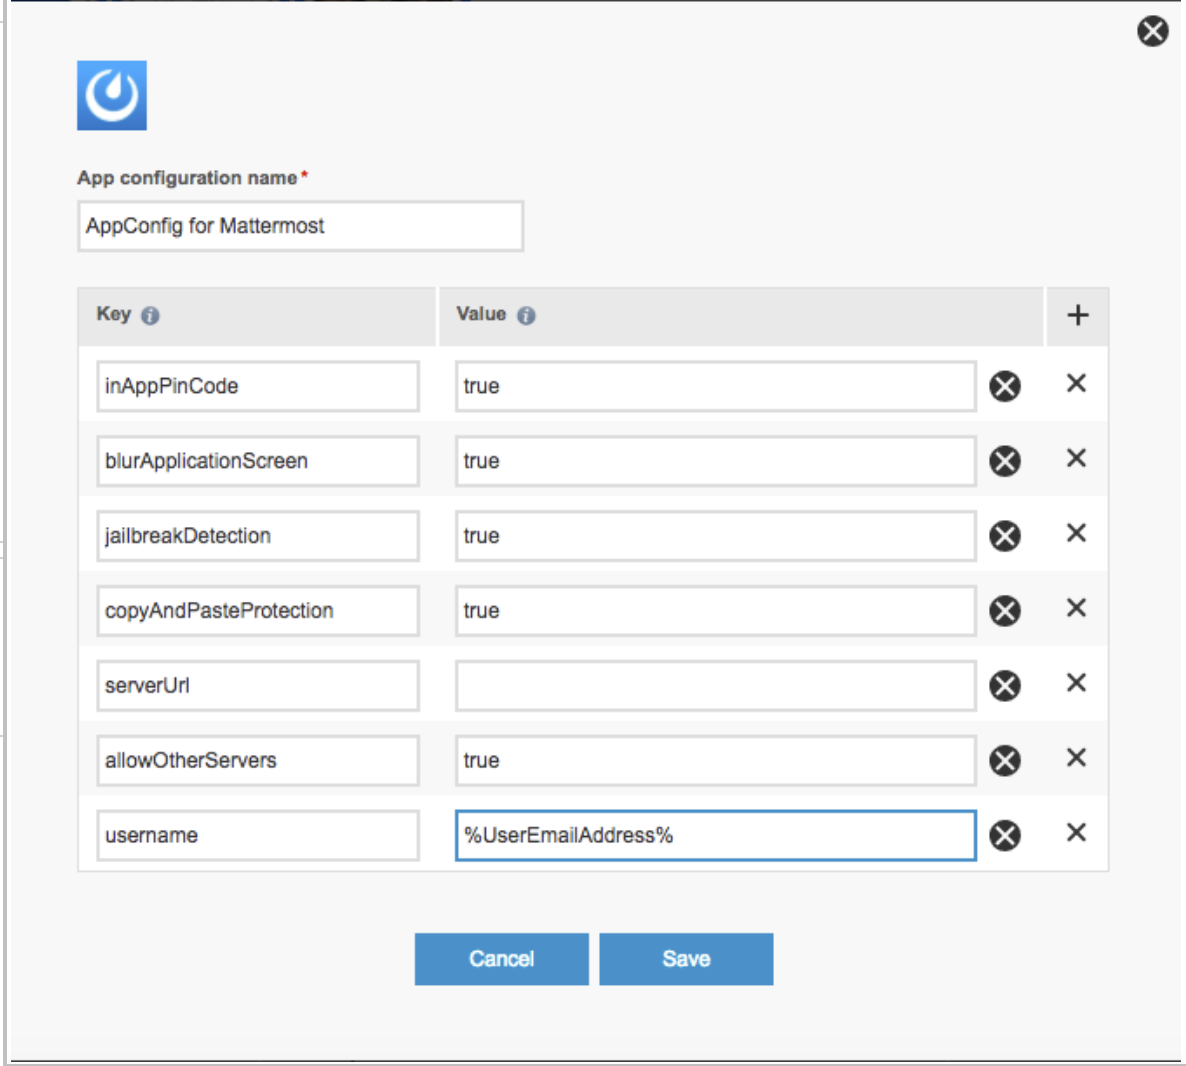 App configuration name*
AppConfig for Mattermost
Key Value +
inAppPinCode true
blurApplicationScreen true
jailbreakDetection true
copyAndPasteProtection true
serverUrl
allowOtherServers true
username %UserEmailAddress%
Cancel Save